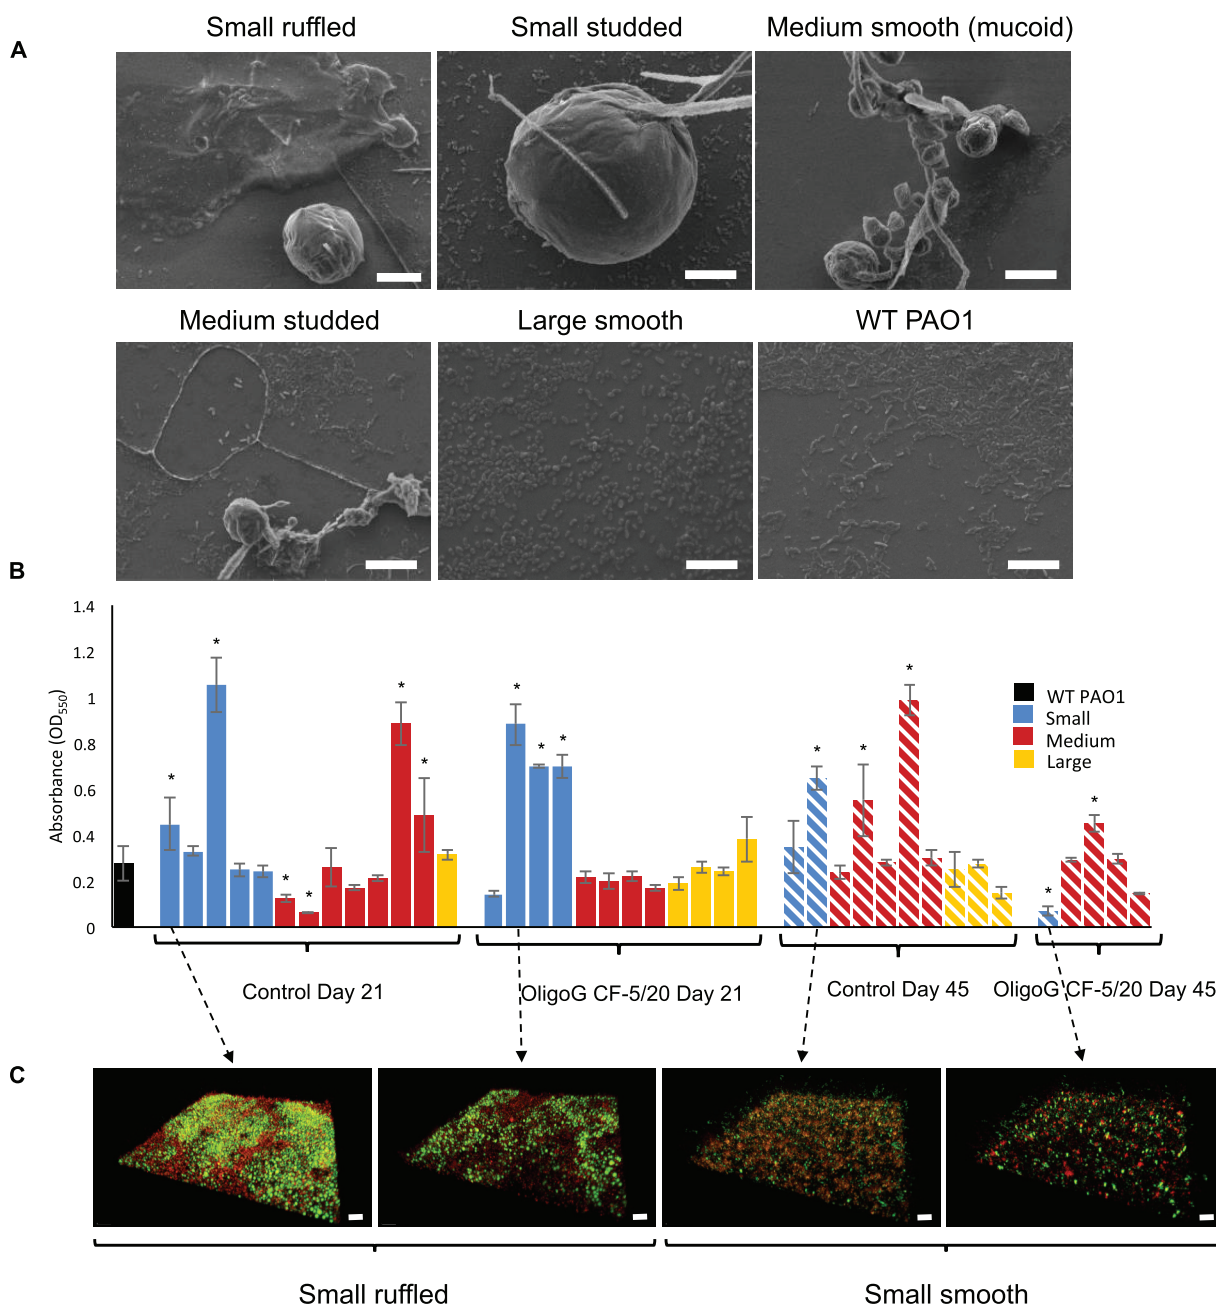 A
Small ruffled
Small studded
Medium smooth (mucoid)
Medium studded
Large smooth
WT PAO1
B
Absorbance (OD550)
1.4
1.2
1
0.8
0.6
0.4
0.2
0
*
*
*
*
*
*
*
*
*
*
*
*
*
*
WT PAO1
Small
Medium
Large
Control Day 21
OligoG CF-5/20 Day 21
Control Day 45
OligoG CF-5/20 Day 45
C
Small ruffled
Small smooth